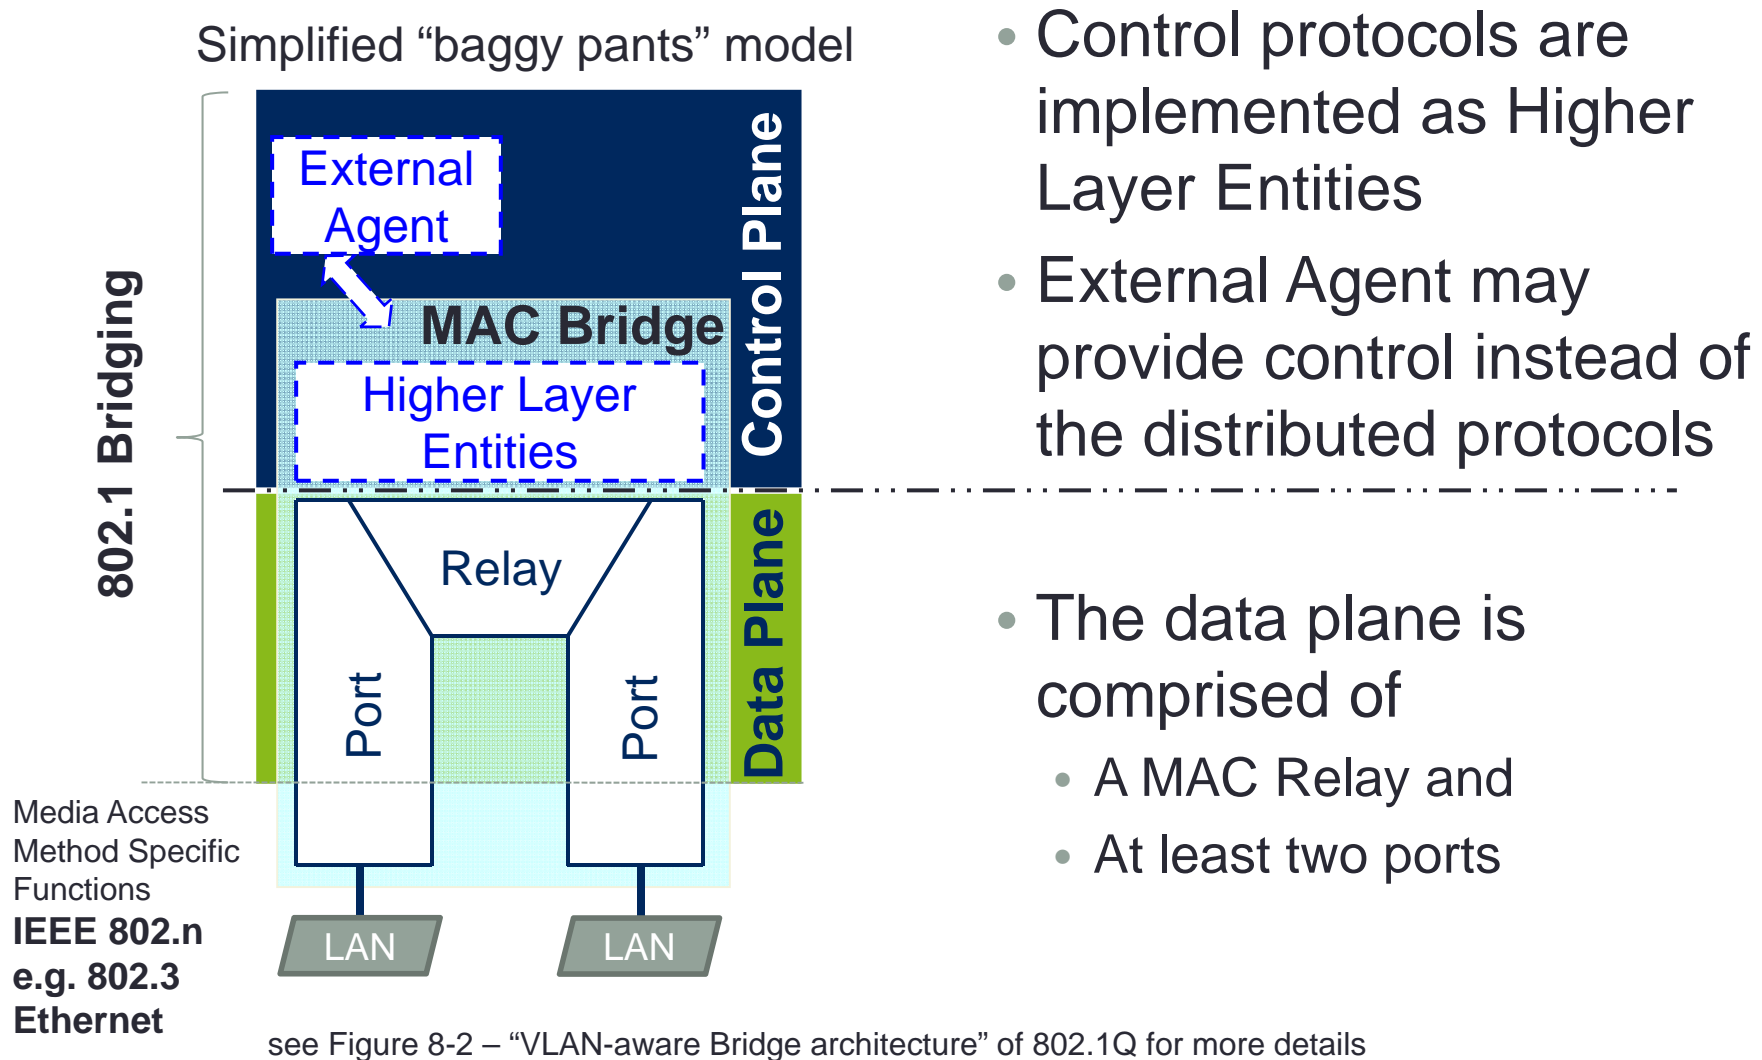 Simplified “baggy pants” model
External
Agent
Control Plane
MAC Bridge
Higher Layer
Entities
802.1 Bridging
Relay
Port
Port
Data Plane
Media Access
Method Specific
Functions
IEEE 802.n
e.g. 802.3
Ethernet
LAN
LAN
• Control protocols are
implemented as Higher
Layer Entities
• External Agent may
provide control instead of
the distributed protocols
• The data plane is
comprised of
• A MAC Relay and
• At least two ports
see Figure 8-2 – “VLAN-aware Bridge architecture” of 802.1Q for more details